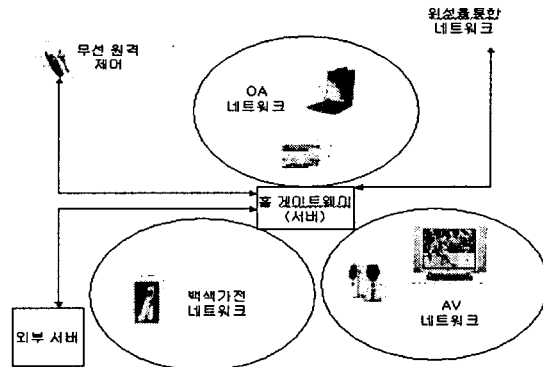 무선 원격
제어
위성을통한
네트워크
OA
네트워크
홈 게이트웨이
(서버)
백색가전
네트워크
AV
네트워크
외부 서버